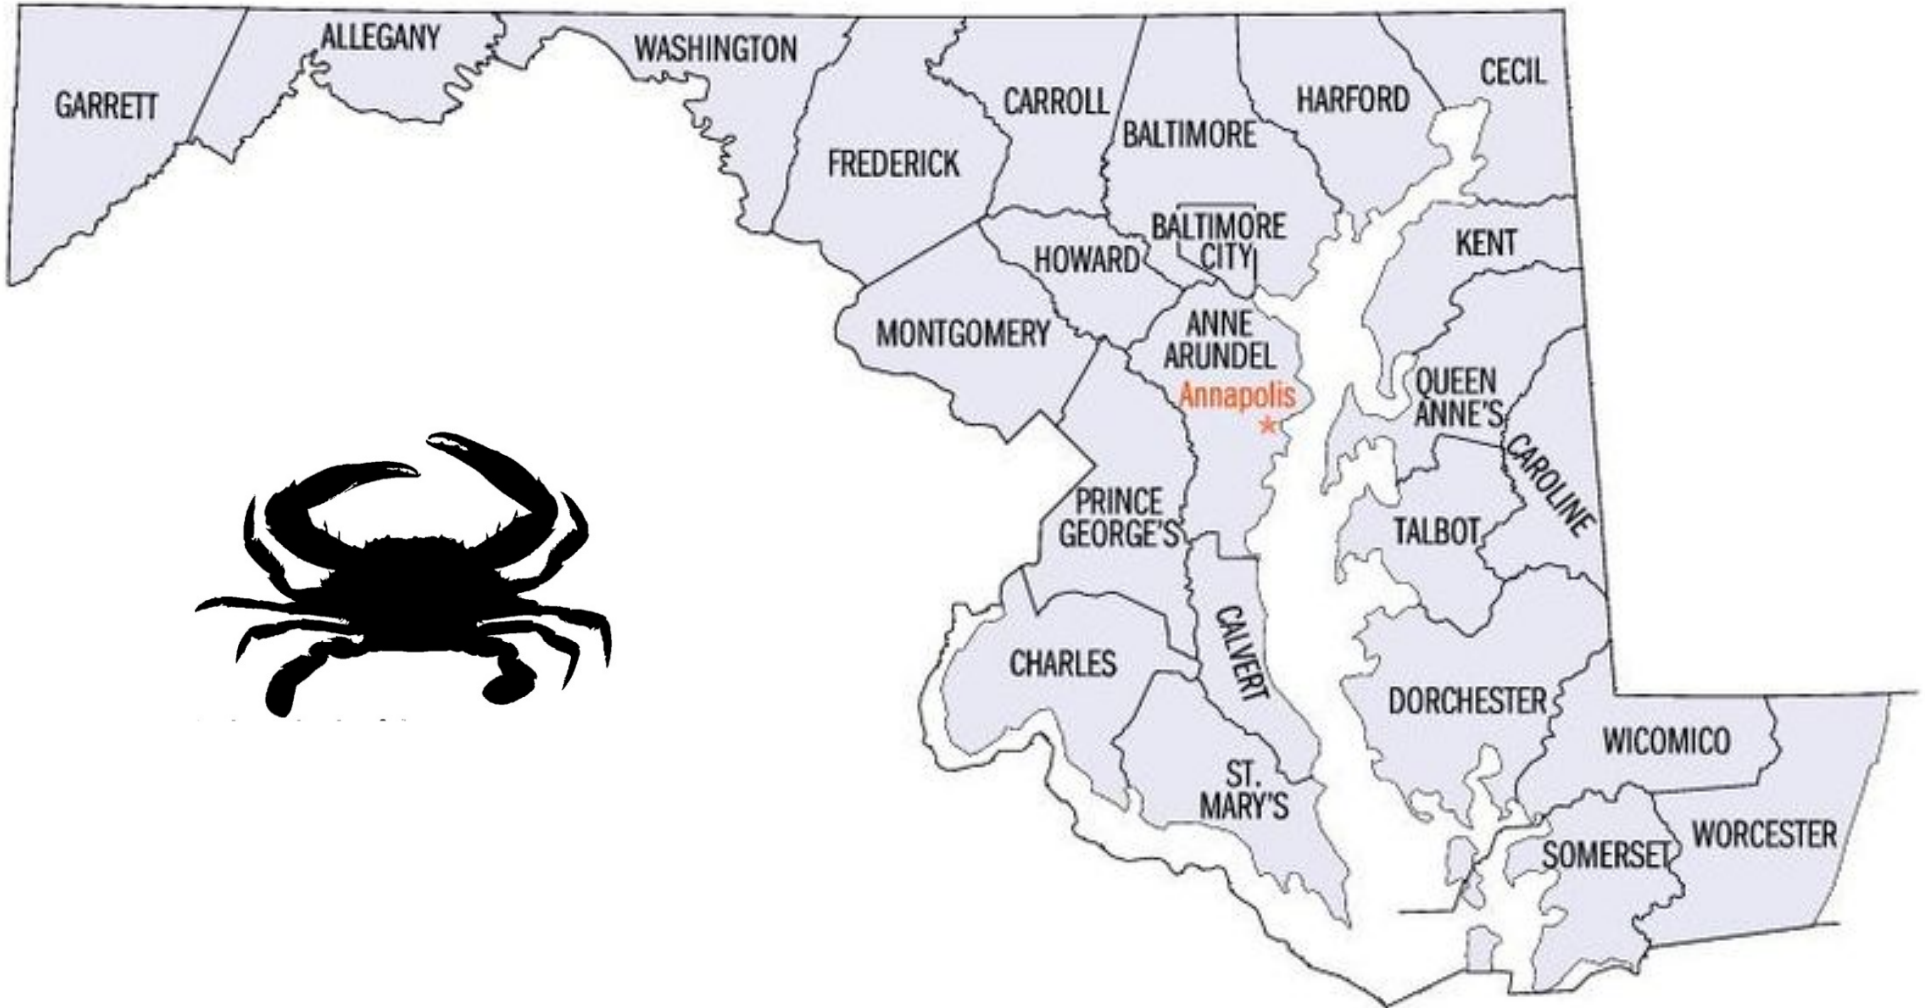 GARRETT
ALLEGANY
WASHINGTON
FREDERICK
CARROLL
BALTIMORE
HARFORD
CECIL
BALTIMORE
CITY
HOWARD
KENT
MONTGOMERY
ANNE
ARUNDEL
Annapolis
*
QUEEN
ANNE'S
CAROLINE
PRINCE
GEORGE'S
TALBOT
CHARLES
CALVERT
DORCHESTER
WICOMICO
ST.
MARY'S
SOMERSET
WORCESTER